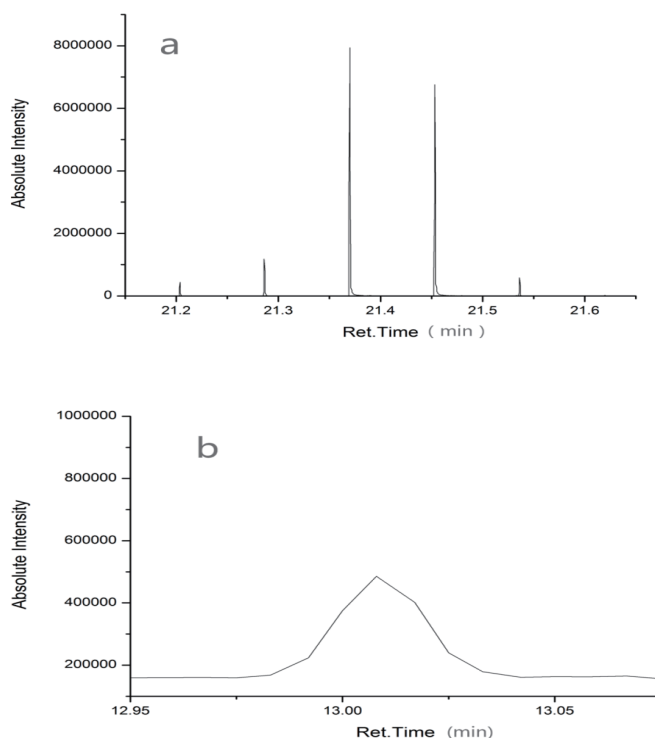 a
8000000
6000000
4000000
2000000
0
Absolute Intensity
21.2 21.3 21.4 21.5 21.6
Ret.Time ( min )
b
1000000
800000
600000
400000
200000
Absolute Intensity
12.95 13.00 13.05
Ret.Time (min)